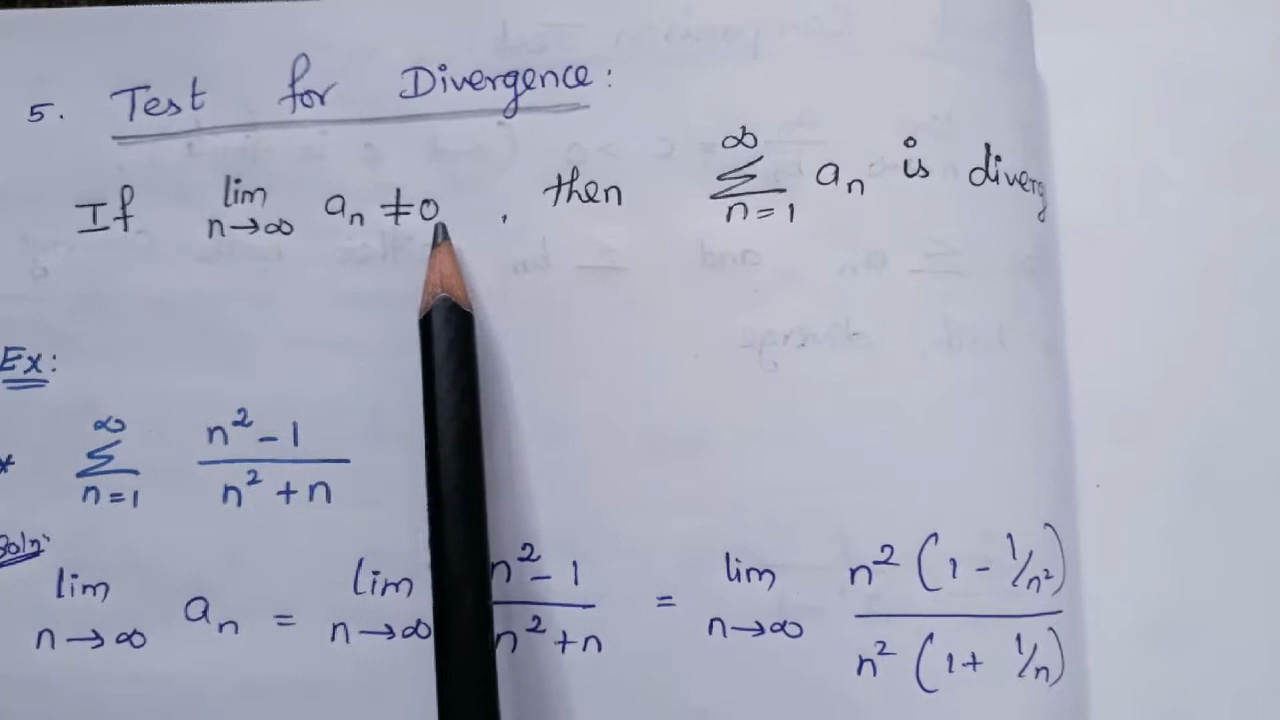 5. Test for Divergence:
If lim n→∞ an ≠ 0, then ∞ Σ n=1 an is diverg
Ex:
* ∞ Σ n=1 n² - 1 / n² + n
Soln:
lim n→∞ an = lim n→∞ n² - 1 / n² + n = lim n→∞ n² (1 - 1/n²) / n² (1 + 1/n)